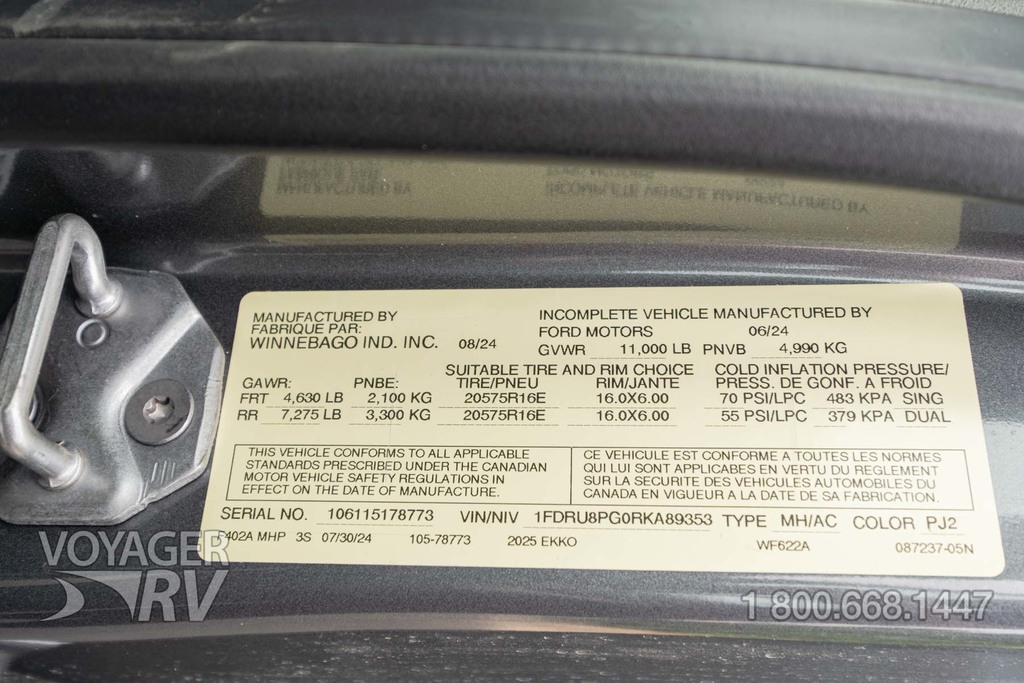 MANUFACTURED BY
FABRIQUE PAR:
WINNEBAGO IND. INC. 08/24
INCOMPLETE VEHICLE MANUFACTURED BY
FORD MOTORS 06/24
GVWR 11,000 LB PNVB 4,990 KG
SUITABLE TIRE AND RIM CHOICE COLD INFLATION PRESSURE/
GAWR: PNBE: TIRE/PNEU RIM/JANTE PRESS. DE GONF. A FROID
FRT 4,630 LB 2,100 KG 20575R16E 16.0X6.00 70 PSI/LPC 483 KPA SING
RR 7,275 LB 3,300 KG 20575R16E 16.0X6.00 55 PSI/LPC 379 KPA DUAL
THIS VEHICLE CONFORMS TO ALL APPLICABLE
STANDARDS PRESCRIBED UNDER THE CANADIAN
MOTOR VEHICLE SAFETY REGULATIONS IN
EFFECT ON THE DATE OF MANUFACTURE.
CE VEHICULE EST CONFORME A TOUTES LES NORMES
QUI LUI SONT APPLICABES EN VERTU DU REGLEMENT
SUR LA SECURITE DES VEHICULES AUTOMOBILES DU
CANADA EN VIGUEUR A LA DATE DE SA FABRICATION.
SERIAL NO. 106115178773 VIN/NIV 1FDRU8PG0RKA89353 TYPE MH/AC COLOR PJ2
F402A MHP 3S 07/30/24 105-78773 2025 EKKO WF622A 087237-05N
VOYAGER
RV
1 800.668.1447